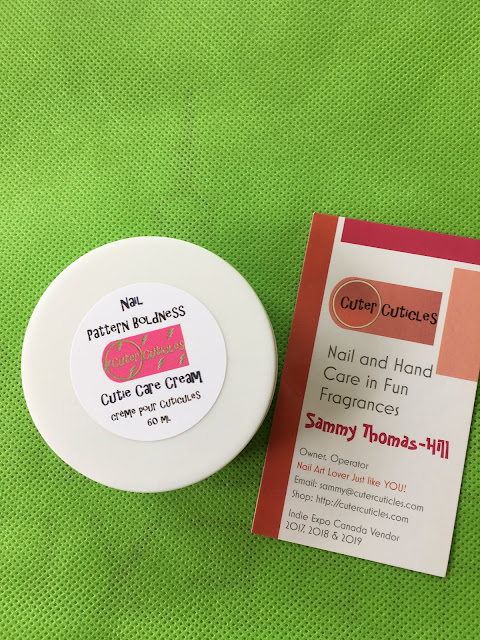 Nail
Pattern Boldness
Cuter Cuticles
Cutie Care Cream
Creme pour Cuticules
60 ML
Cuter Cuticles
Nail and Hand
Care in Fun
Fragrances
Sammy Thomas-Hill
Owner, Operator
Nail Art Lover Just like YOU!
Email: sammy@cutercuticles.com
Shop: http://cutercuticles.com
Indie Expo Canada Vendor
2017, 2018 & 2019